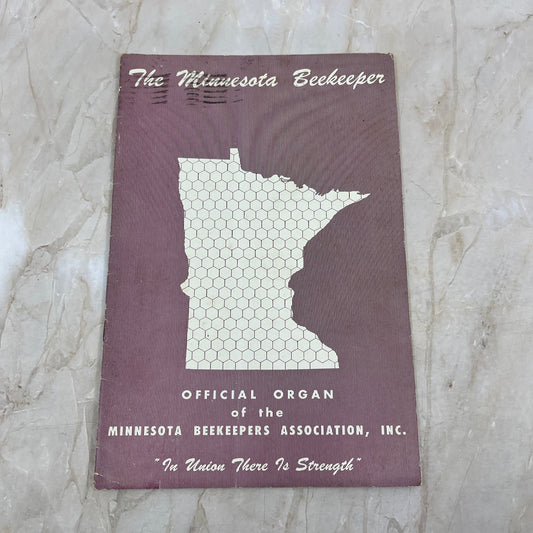 The Minnesota Beekeeper
OFFICIAL ORGAN
of the
MINNESOTA BEEKEEPERS ASSOCIATION, INC.
"In Union There Is Strength"